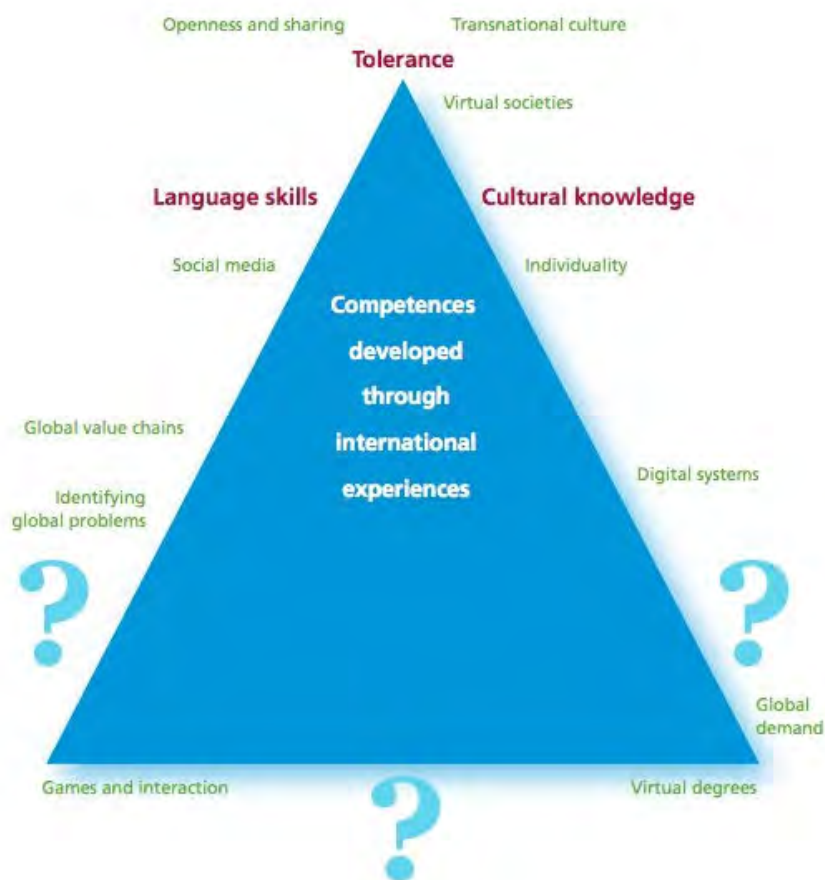 Openness and sharing
Transnational culture
Tolerance
Virtual societies
Language skills
Cultural knowledge
Social media
Individuality
Competences
developed
through
international
experiences
Global value chains
Digital systems
Identifying
global problems
?
?
Global
demand
Games and interaction
Virtual degrees
?